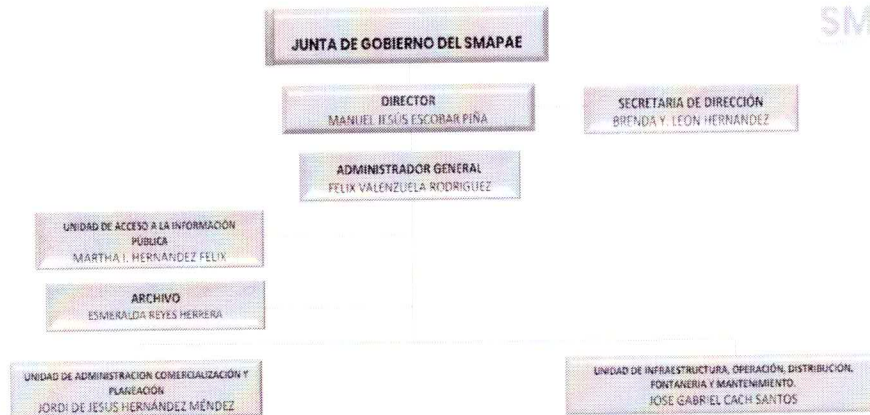 SM
JUNTA DE GOBIERNO DEL SMAPAE
DIRECTOR
MANUEL JESÚS ESCOBAR PIÑA
SECRETARIA DE DIRECCIÓN
BRENDA Y. LEON HERNANDEZ
ADMINISTRADOR GENERAL
FELIX VALENZUELA RODRIGUEZ
UNIDAD DE ACCESO A LA INFORMACIÓN
PÚBLICA
MARTHA I. HERNANDEZ FELIX
ARCHIVO
ESMERALDA REYES HERRERA
UNIDAD DE ADMINISTRACION COMERCIALIZACIÓN Y
PLANEACIÓN
JORDI DE JESUS HERNÁNDEZ MÉNDEZ
UNIDAD DE INFRAESTRUCTURA, OPERACIÓN, DISTRIBUCIÓN,
FONTANERIA Y MANTENIMIENTO.
JOSE GABRIEL CACH SANTOS